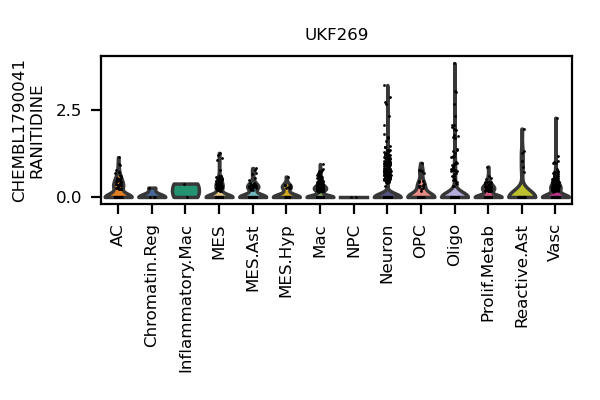 UKF269
CHEMBL1790041
RANITIDINE
2.5
0.0
AC
Chromatin.Reg
Inflammatory.Mac
MES
MES.Ast
MES.Hyp
Mac
NPC
Neuron
OPC
Oligo
Prolif.Metab
Reactive.Ast
Vasc